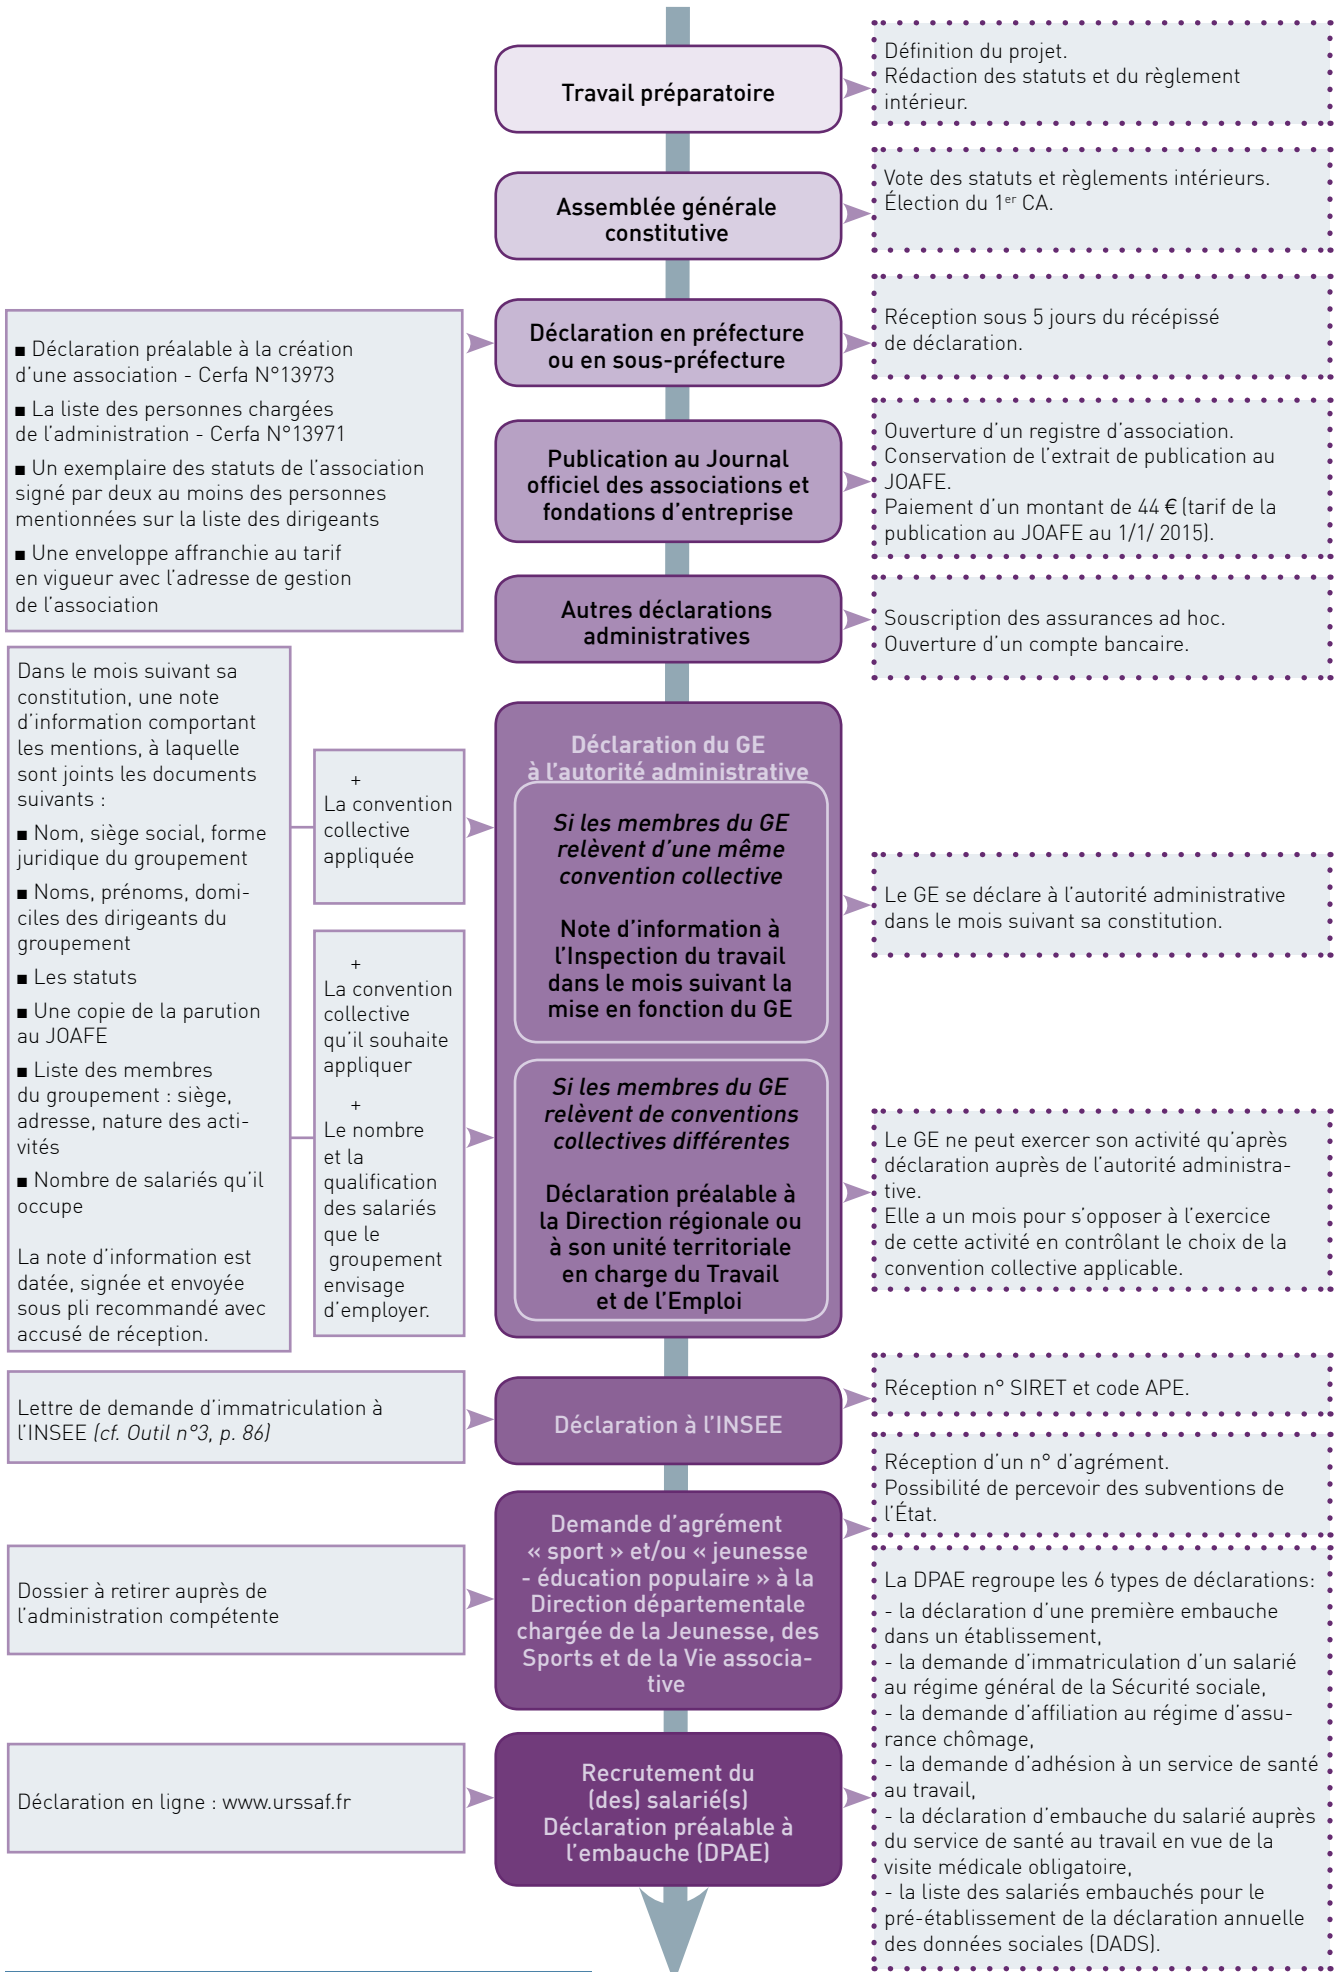 Travail préparatoire
Définition du projet.
Rédaction des statuts et du règlement
intérieur.
Assemblée générale
constitutive
Vote des statuts et règlements intérieurs.
Élection du 1er CA.
■ Déclaration préalable à la création
d'une association - Cerfa N°13973
■ La liste des personnes chargées
de l'administration - Cerfa N°13971
■ Un exemplaire des statuts de l'association
signé par deux au moins des personnes
mentionnées sur la liste des dirigeants
■ Une enveloppe affranchie au tarif
en vigueur avec l'adresse de gestion
de l'association
Déclaration en préfecture
ou en sous-préfecture
Réception sous 5 jours du récépissé
de déclaration.
Publication au Journal
officiel des associations et
fondations d'entreprise
Ouverture d'un registre d'association.
Conservation de l'extrait de publication au
JOAFE.
Paiement d'un montant de 44 € (tarif de la
publication au JOAFE au 1/1/ 2015).
Autres déclarations
administratives
Souscription des assurances ad hoc.
Ouverture d'un compte bancaire.
Dans le mois suivant sa
constitution, une note
d'information comportant
les mentions, à laquelle
sont joints les documents
suivants :
■ Nom, siège social, forme
juridique du groupement
■ Noms, prénoms, domi-
ciles des dirigeants du
groupement
■ Les statuts
■ Une copie de la parution
au JOAFE
■ Liste des membres
du groupement : siège,
adresse, nature des acti-
vités
■ Nombre de salariés qu'il
occupe
La note d'information est
datée, signée et envoyée
sous pli recommandé avec
accusé de réception.
+
La convention
collective
appliquée
+
La convention
collective
qu'il souhaite
appliquer
+
Le nombre
et la
qualification
des salariés
que le
groupement
envisage
d'employer.
Déclaration du GE
à l'autorité administrative
Si les membres du GE
relèvent d'une même
convention collective
Note d'information à
l'Inspection du travail
dans le mois suivant la
mise en fonction du GE
Si les membres du GE
relèvent de conventions
collectives différentes
Déclaration préalable à
la Direction régionale ou
à son unité territoriale
en charge du Travail
et de l'Emploi
Le GE se déclare à l'autorité administrative
dans le mois suivant sa constitution.
Le GE ne peut exercer son activité qu'après
déclaration auprès de l'autorité administra-
tive.
Elle a un mois pour s'opposer à l'exercice
de cette activité en contrôlant le choix de la
convention collective applicable.
Lettre de demande d'immatriculation à
l'INSEE (cf. Outil n°3, p. 86)
Déclaration à l'INSEE
Réception n° SIRET et code APE.
Dossier à retirer auprès de
l'administration compétente
Demande d'agrément
« sport » et/ou « jeunesse
- éducation populaire » à la
Direction départementale
chargée de la Jeunesse, des
Sports et de la Vie associa-
tive
Réception d'un n° d'agrément.
Possibilité de percevoir des subventions de
l'État.
Déclaration en ligne : www.urssaf.fr
Recrutement du
(des) salarié(s)
Déclaration préalable à
l'embauche (DPAE)
La DPAE regroupe les 6 types de déclarations:
- la déclaration d'une première embauche
dans un établissement,
- la demande d'immatriculation d'un salarié
au régime général de la Sécurité sociale,
- la demande d'affiliation au régime d'assu-
rance chômage,
- la demande d'adhésion à un service de santé
au travail,
- la déclaration d'embauche du salarié auprès
du service de santé au travail en vue de la
visite médicale obligatoire,
- la liste des salariés embauchés pour le
pré-établissement de la déclaration annuelle
des données sociales (DADS).